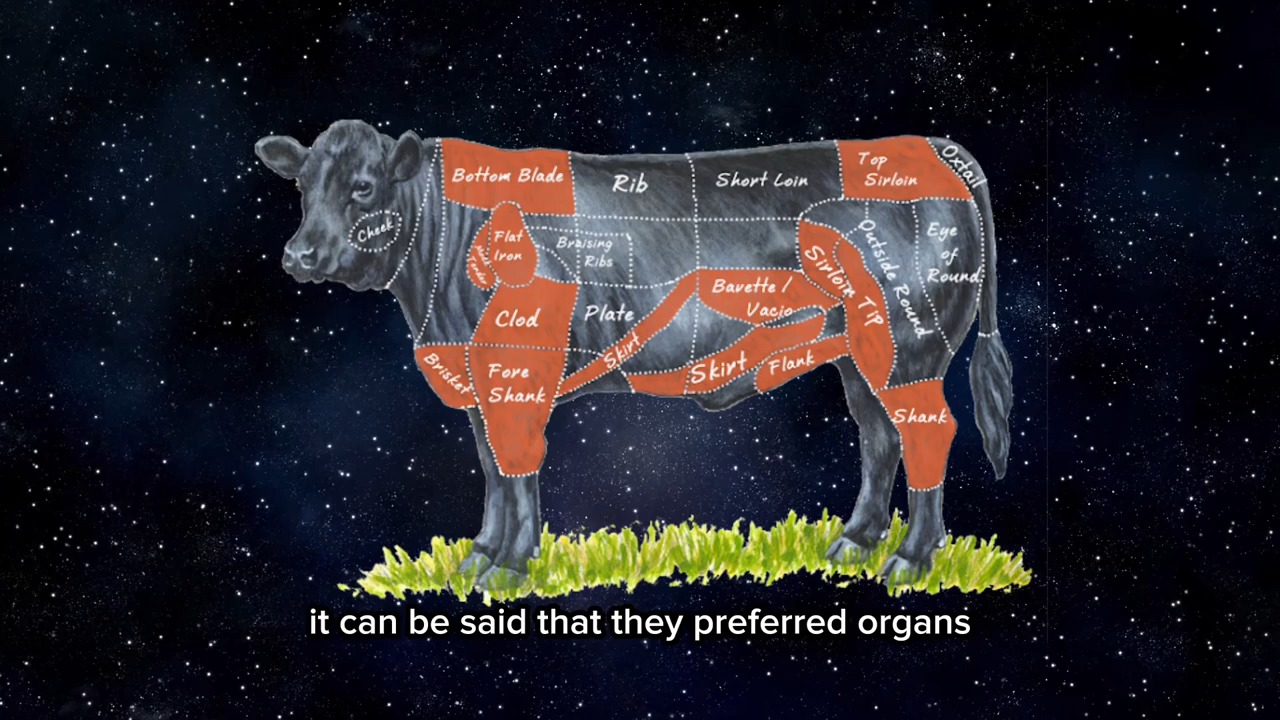 Cheek
Bottom Blade
Rib
Short Loin
Top
Sirloin
Oxtail
Flat
Iron
Braising
Ribs
Clod
Plate
Skirt
Bavette /
Vacio
Sirloin Tip
Outside Round
Eye
of
Round
Brisket
Fore
Shank
Skirt
Flank
Shank
it can be said that they preferred organs